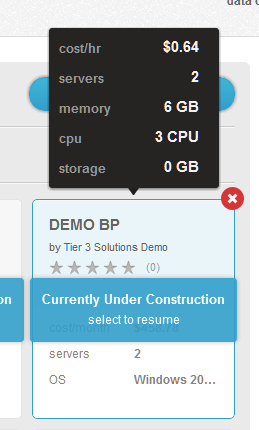 data c
cost/hr $0.64
servers 2
memory 6 GB
cpu 3 CPU
storage 0 GB
DEMO BP
by Tier 3 Solutions Demo
(0)
on
Currently Under Construction
select to resume
cost/month
servers 2
OS Windows 20...